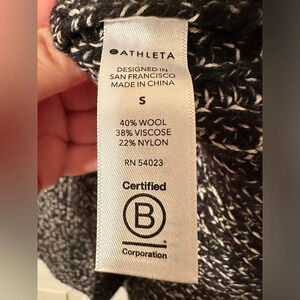 ATHLETA
DESIGNED IN
SAN FRANCISCO
MADE IN CHINA
S
40% WOOL
38% VISCOSE
22% NYLON
RN 54023
Certified
B
Corporation